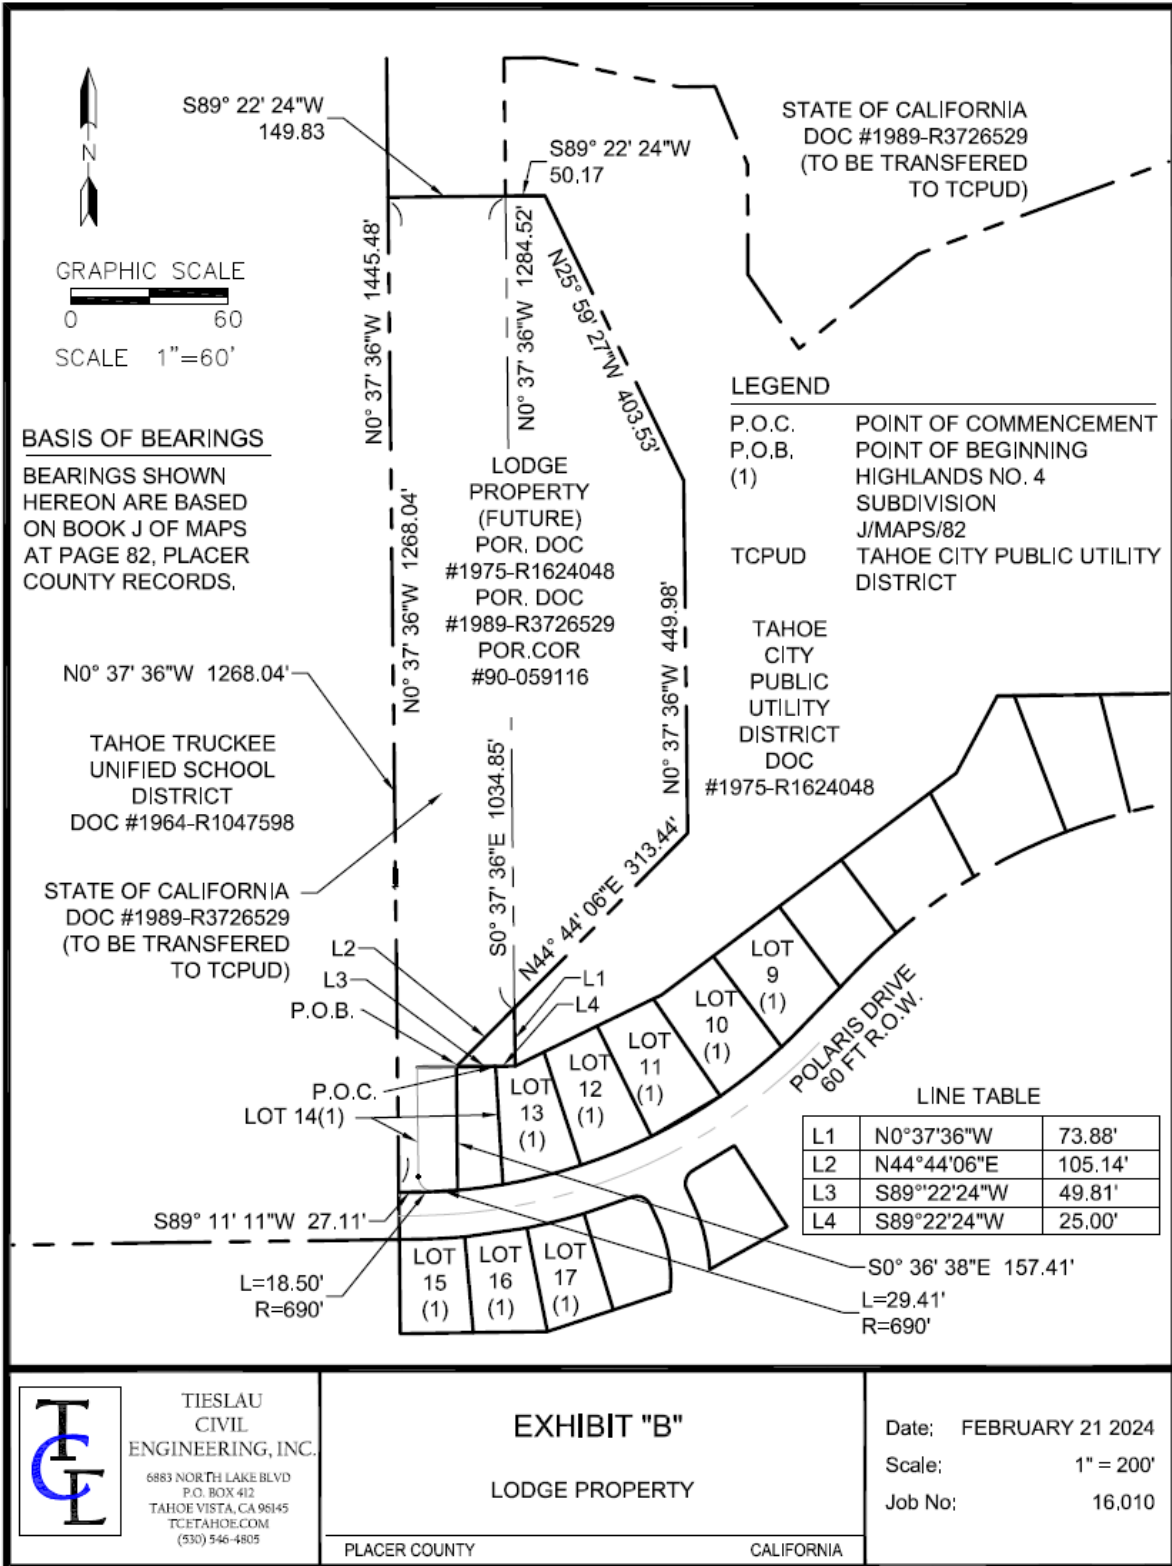 S89° 22' 24"W
149.83
S89° 22' 24"W
50.17
STATE OF CALIFORNIA
DOC #1989-R3726529
(TO BE TRANSFERED
TO TCPUD)
N
GRAPHIC SCALE
0 60
SCALE 1"=60'
N0° 37' 36"W 1445.48'
N0° 37' 36"W 1284.52'
N25° 59' 27"W 403.53'
LEGEND
P.O.C. POINT OF COMMENCEMENT
P.O.B. POINT OF BEGINNING
(1) HIGHLANDS NO. 4
SUBDIVISION
J/MAPS/82
TCPUD TAHOE CITY PUBLIC UTILITY
DISTRICT
BASIS OF BEARINGS
BEARINGS SHOWN
HEREON ARE BASED
ON BOOK J OF MAPS
AT PAGE 82, PLACER
COUNTY RECORDS.
LODGE
PROPERTY
(FUTURE)
POR. DOC
#1975-R1624048
POR. DOC
#1989-R3726529
POR.COR
#90-059116
N0° 37' 36"W 1268.04'
N0° 37' 36"W 449.98'
TAHOE
CITY
PUBLIC
UTILITY
DISTRICT
DOC
#1975-R1624048
N0° 37' 36"W 1268.04'
TAHOE TRUCKEE
UNIFIED SCHOOL
DISTRICT
DOC #1964-R1047598
S0° 37' 36"E 1034.85'
N44° 44' 06"E 313.44'
STATE OF CALIFORNIA
DOC #1989-R3726529
(TO BE TRANSFERED
TO TCPUD)
L2
L3
P.O.B.
L1
L4
P.O.C.
LOT 14(1)
LOT
13
(1)
LOT
12
(1)
LOT
11
(1)
LOT
10
(1)
LOT
9
(1)
POLARIS DRIVE
60 FT R.O.W.
LINE TABLE
L1 N0°37'36"W 73.88'
L2 N44°44'06"E 105.14'
L3 S89°22'24"W 49.81'
L4 S89°22'24"W 25.00'
S89° 11' 11"W 27.11'
L=18.50'
R=690'
LOT
15
(1)
LOT
16
(1)
LOT
17
(1)
S0° 36' 38"E 157.41'
L=29.41'
R=690'
TCE
TIESLAU
CIVIL
ENGINEERING, INC.
6883 NORTH LAKE BLVD
P.O. BOX 412
TAHOE VISTA, CA 96145
TCETAHOE.COM
(530) 546-4805
EXHIBIT "B"
LODGE PROPERTY
PLACER COUNTY CALIFORNIA
Date: FEBRUARY 21 2024
Scale: 1" = 200'
Job No: 16.010